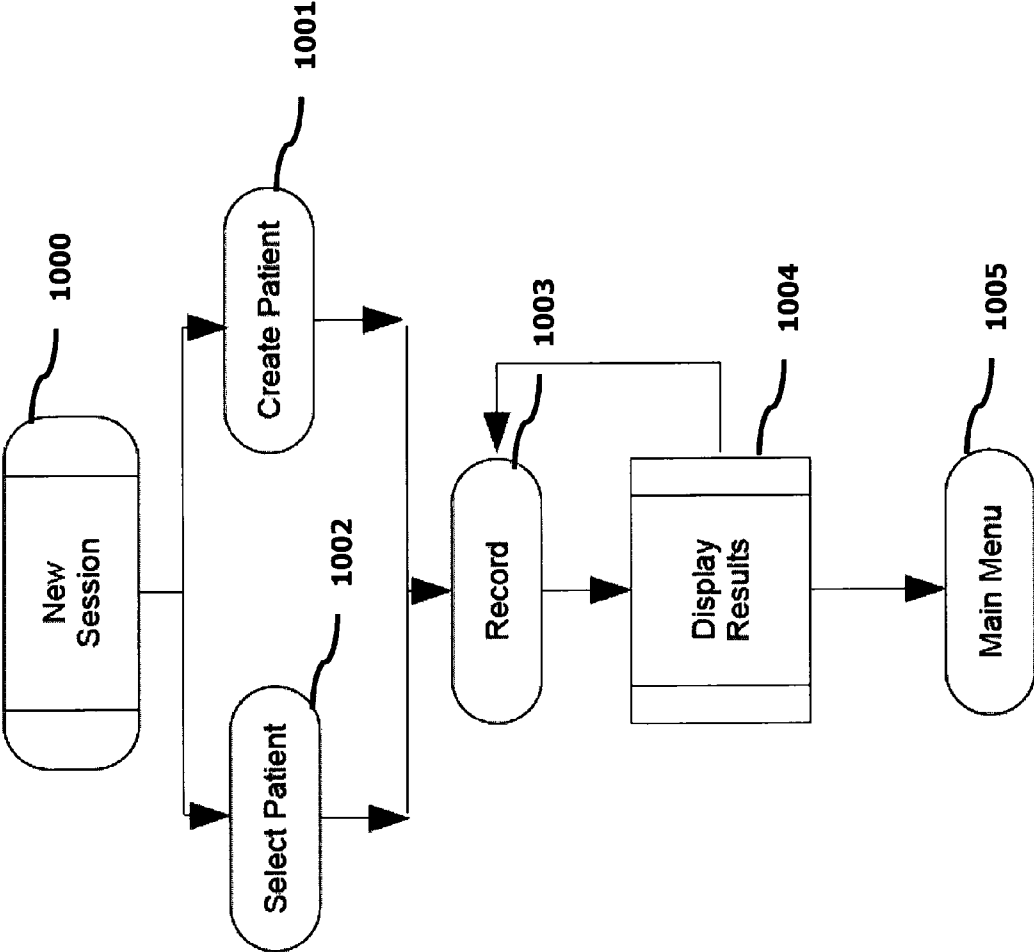 New
Session
1000
Create Patient
1001
Select Patient
1002
Record
1003
Display
Results
1004
Main Menu
1005